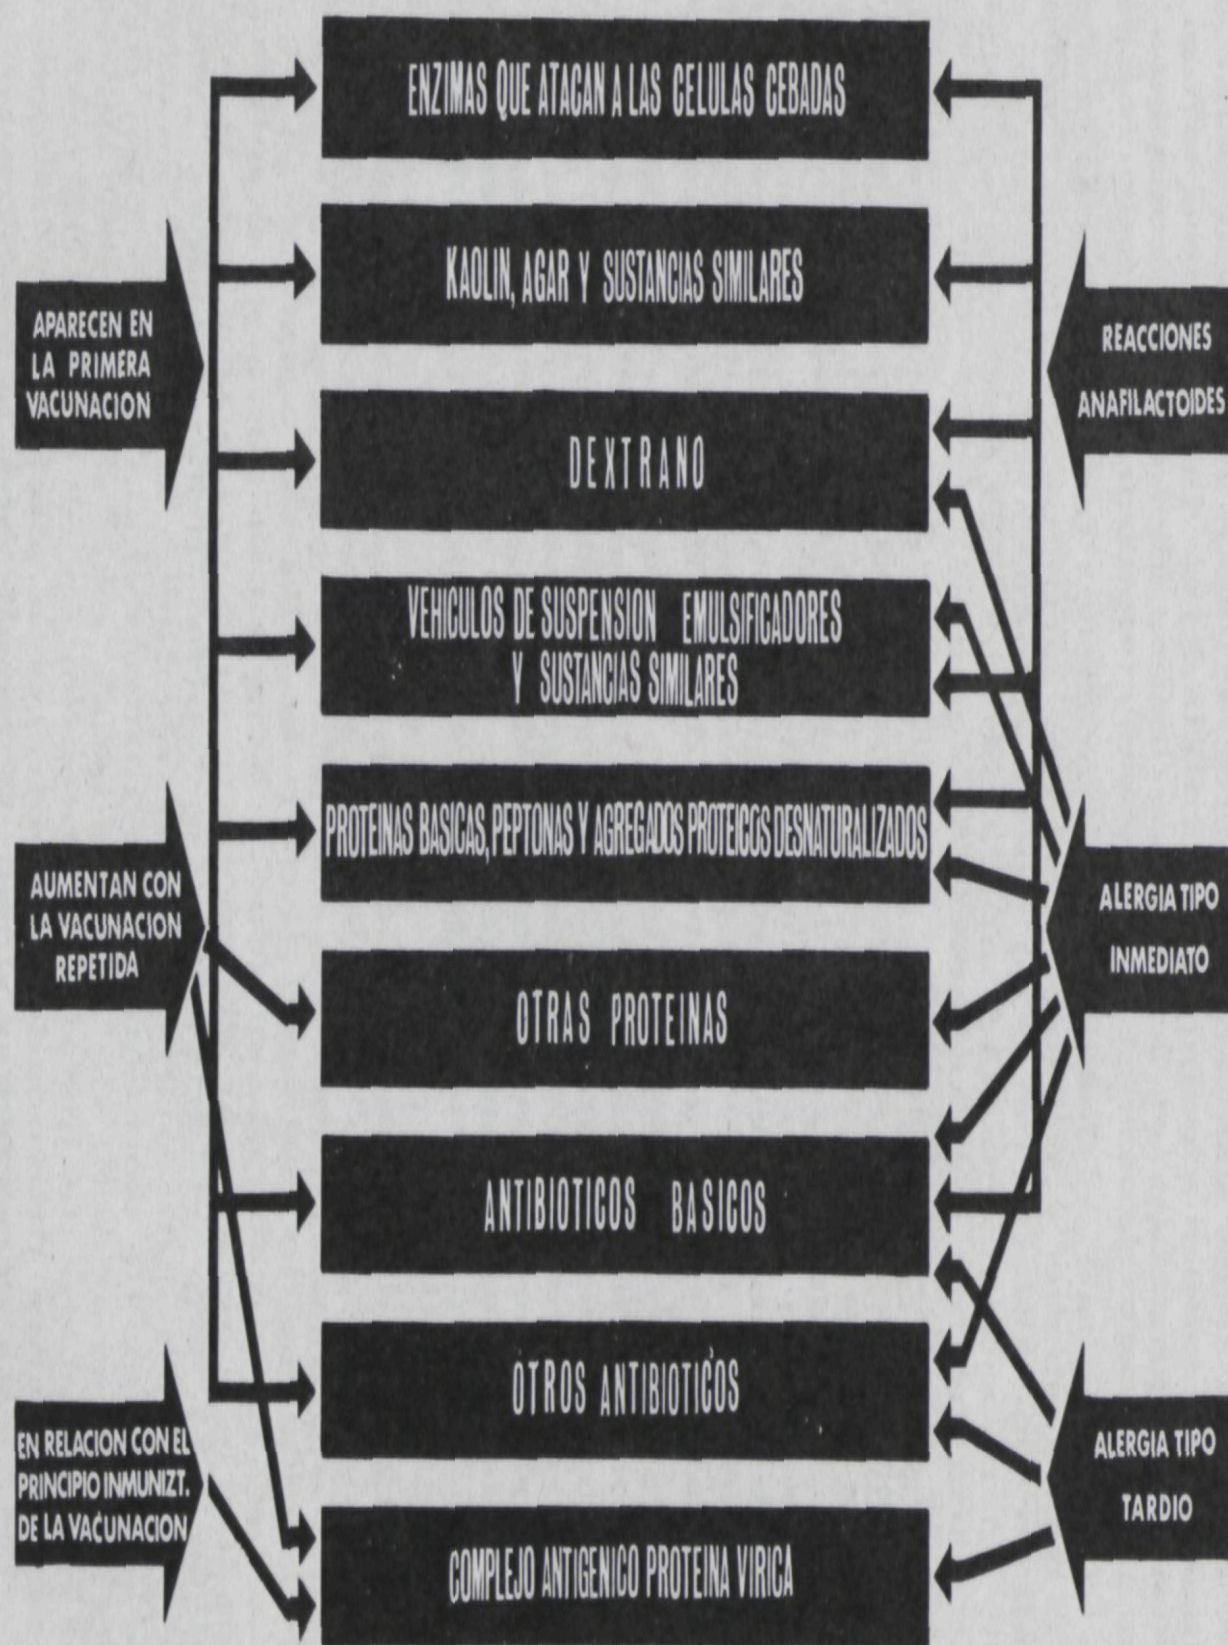 ENZIMAS QUE ATACAN A LAS CELULAS CEBADAS
KAOLIN, AGAR Y SUSTANCIAS SIMILARES
APARECEN EN
LA PRIMERA
VACUNACION
REACCIONES
ANAFILACTOIDES
DEXTRANO
VEHICULOS DE SUSPENSION EMULSIFICADORES
Y SUSTANCIAS SIMILARES
PROTEINAS BASICAS, PEPTONAS Y AGREGADOS PROTEICOS DESNATURALIZADOS
AUMENTAN CON
LA VACUNACION
REPETIDA
ALERGIA TIPO
INMEDIATO
OTRAS PROTEINAS
ANTIBIOTICOS BASICOS
OTROS ANTIBIOTICOS
EN RELACION CON EL
PRINCIPIO INMUNIZT.
DE LA VACUNACION
ALERGIA TIPO
TARDIO
COMPLEJO ANTIGENICO PROTEINA VIRICA